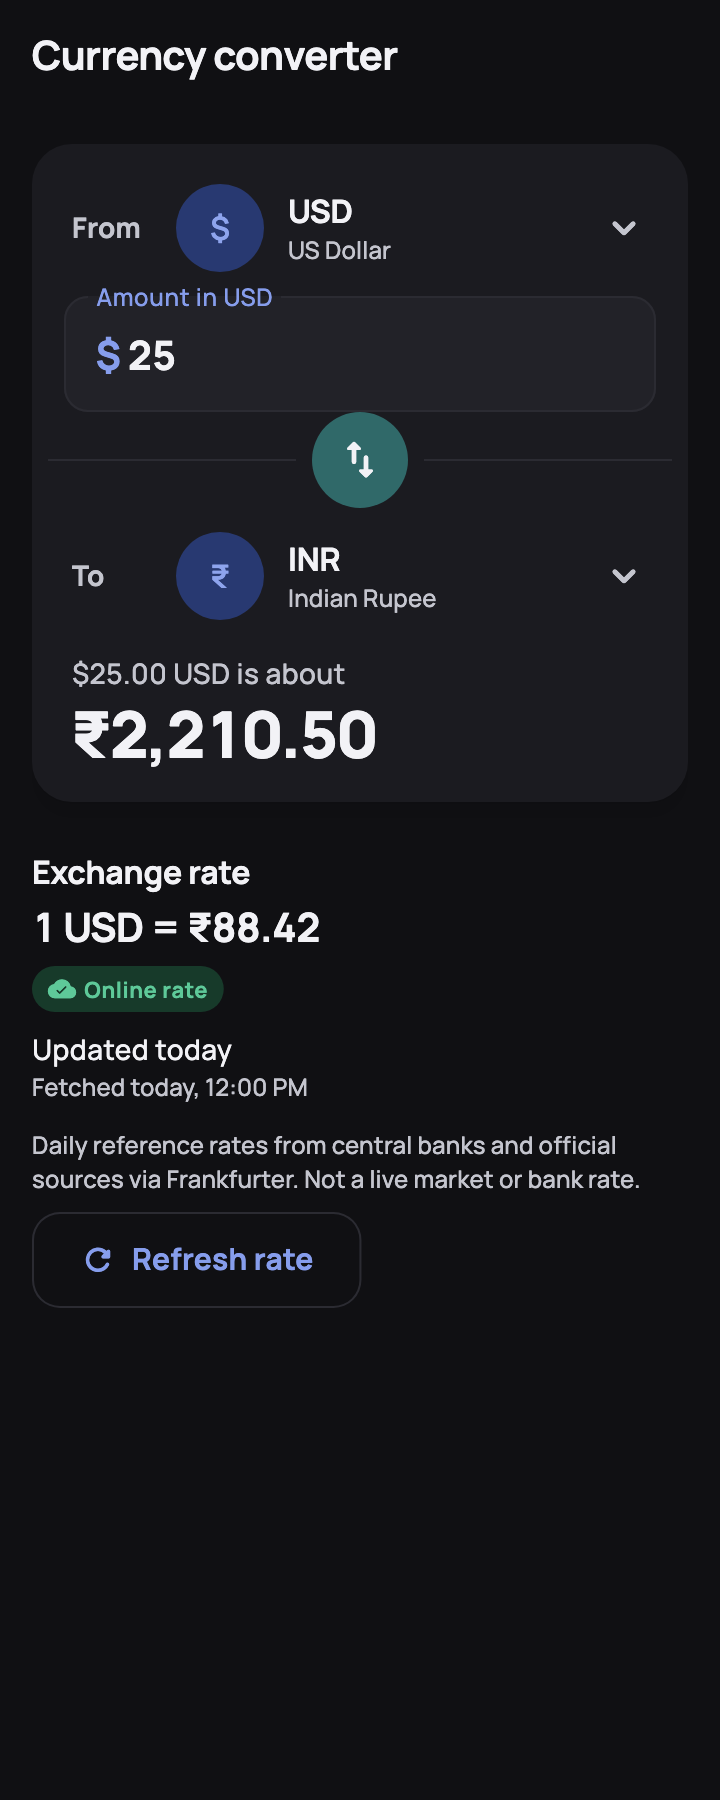 Currency converter
From
$
USD
US Dollar
Amount in USD
$ 25
To
₹
INR
Indian Rupee
$25.00 USD is about
₹2,210.50
Exchange rate
1 USD = ₹88.42
Online rate
Updated today
Fetched today, 12:00 PM
Daily reference rates from central banks and official
sources via Frankfurter. Not a live market or bank rate.
Refresh rate